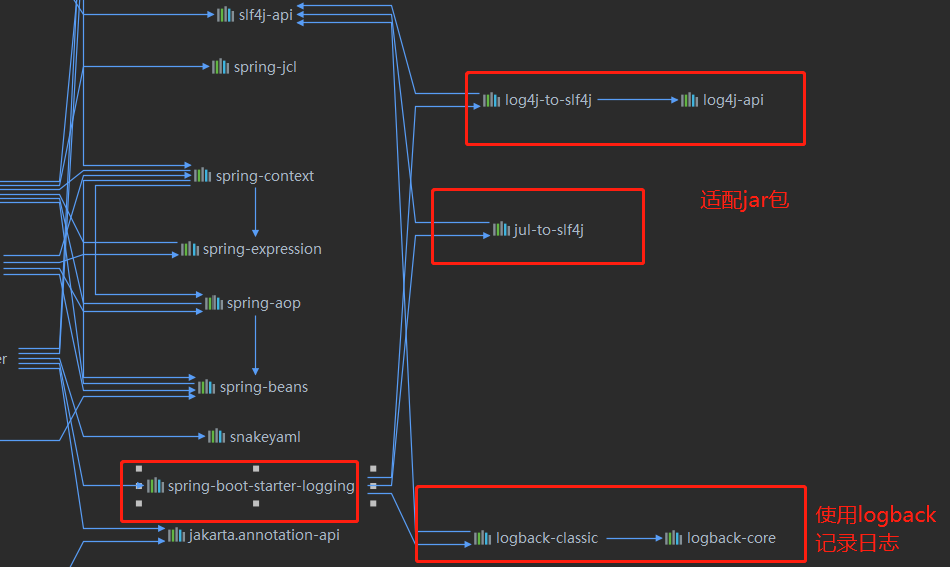 slf4j-api
spring-jcl
log4j-to-slf4j
log4j-api
spring-context
适配jar包
jul-to-slf4j
spring-expression
spring-aop
er
spring-beans
snakeyaml
spring-boot-starter-logging
使用logback
记录日志
jakarta.annotation-api
logback-classic
logback-core